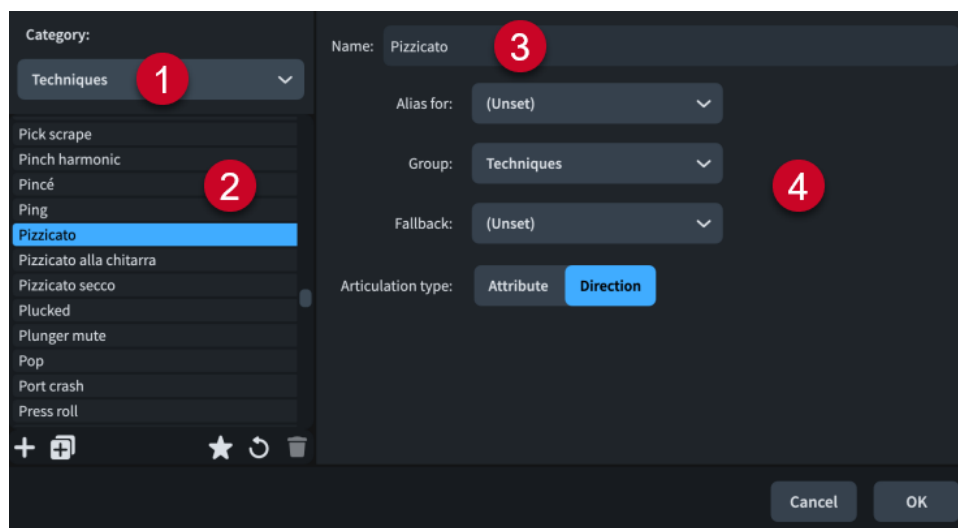 Category:
Techniques
1
Pick scrape
Pinch harmonic
Pincé
2
Ping
Pizzicato
Pizzicato alla chitarra
Pizzicato secco
Plucked
Plunger mute
Pop
Port crash
Press roll
Name: Pizzicato
3
Alias for: (Unset)
Group: Techniques
4
Fallback: (Unset)
Articulation type: Attribute Direction
Cancel OK